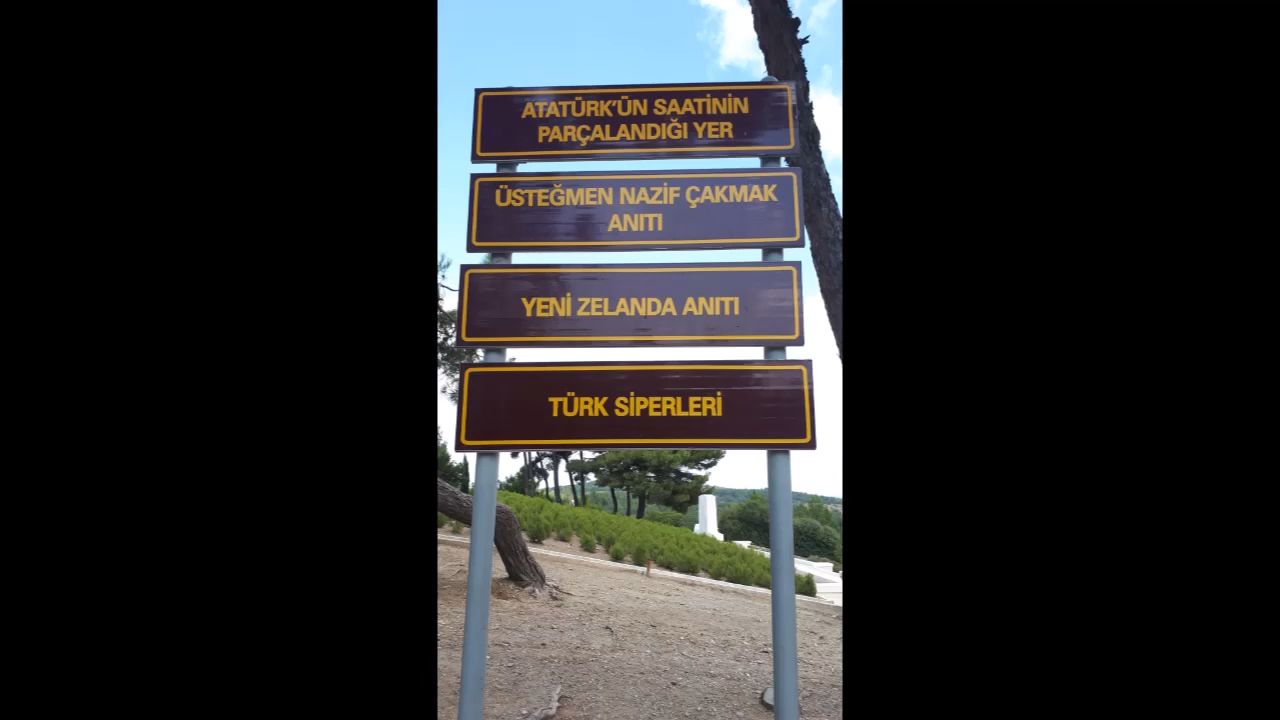 ATATÜRK'ÜN SAATİNİN
PARÇALANDIĞI YER
ÜSTEĞMEN NAZİF ÇAKMAK
ANITI
YENİ ZELANDA ANITI
TÜRK SİPERLERİ